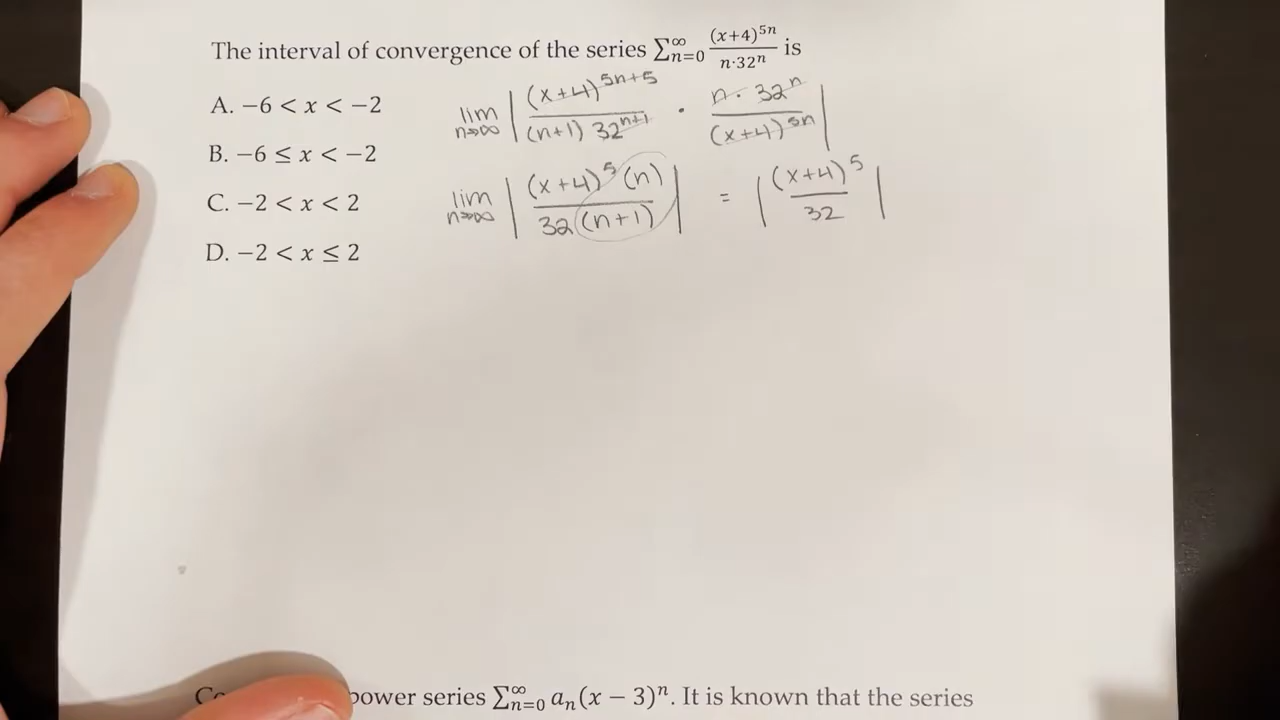 The interval of convergence of the series ∑_{n=0}^{∞} (x+4)^{5n} / (n·32^n) is
A. −6 < x < −2
B. −6 ≤ x < −2
C. −2 < x < 2
D. −2 < x ≤ 2
lim_{n→∞} | (x+4)^{5n+5} / ((n+1) 32^{n+1}) · (n · 32^n) / (x+4)^{5n} |
lim_{n→∞} | (x+4)^5 (n) / (32 (n+1)) | = | (x+4)^5 / 32 |
power series ∑_{n=0}^{∞} a_n(x − 3)^n. It is known that the series